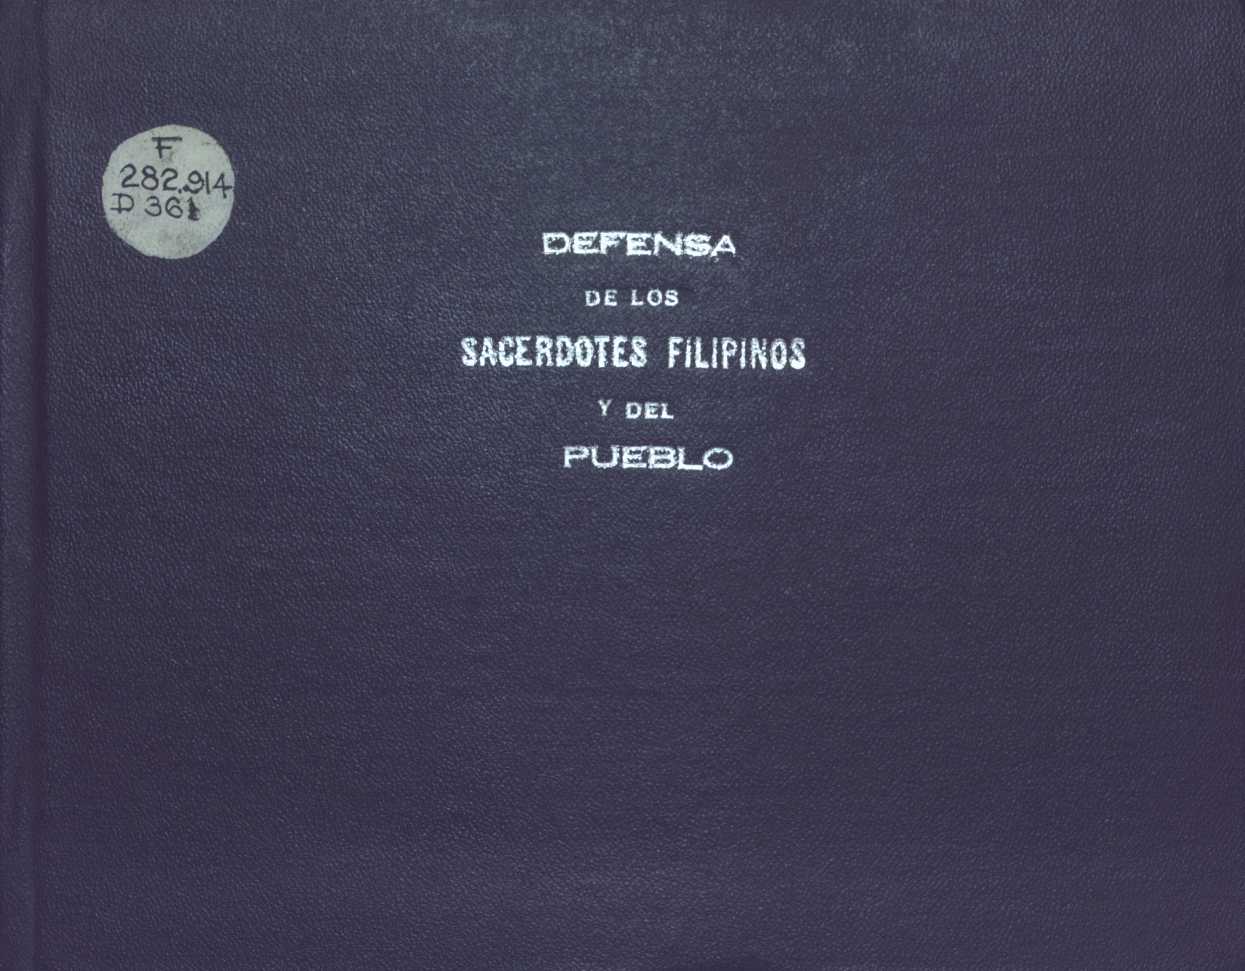 F
282.914
D 361
DEFENSA
DE LOS
SACERDOTES FILIPINOS
Y DEL
PUEBLO